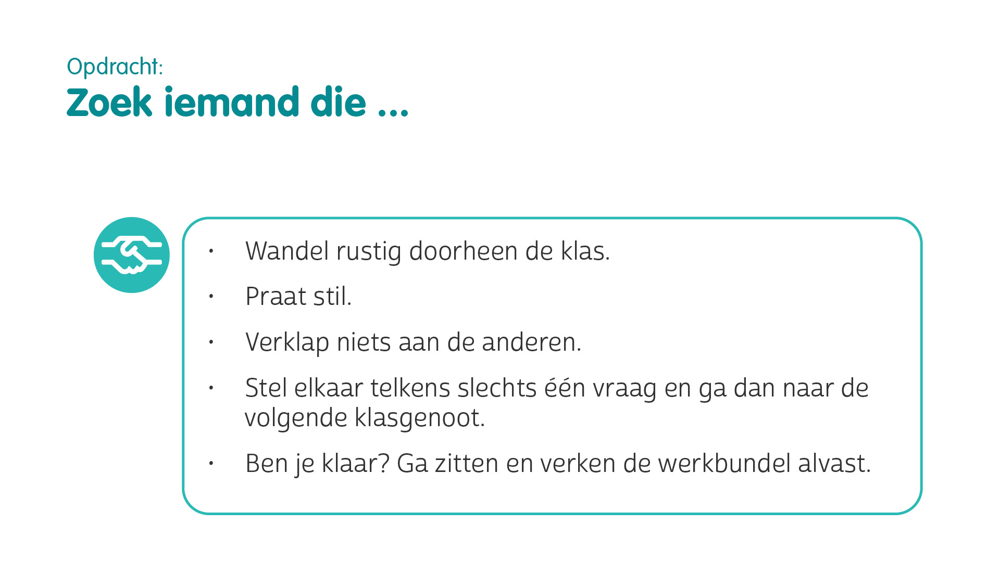 Opdracht:
Zoek iemand die ...
• Wandel rustig doorheen de klas.
• Praat stil.
• Verklap niets aan de anderen.
• Stel elkaar telkens slechts één vraag en ga dan naar de
volgende klasgenoot.
• Ben je klaar? Ga zitten en verken de werkbundel alvast.